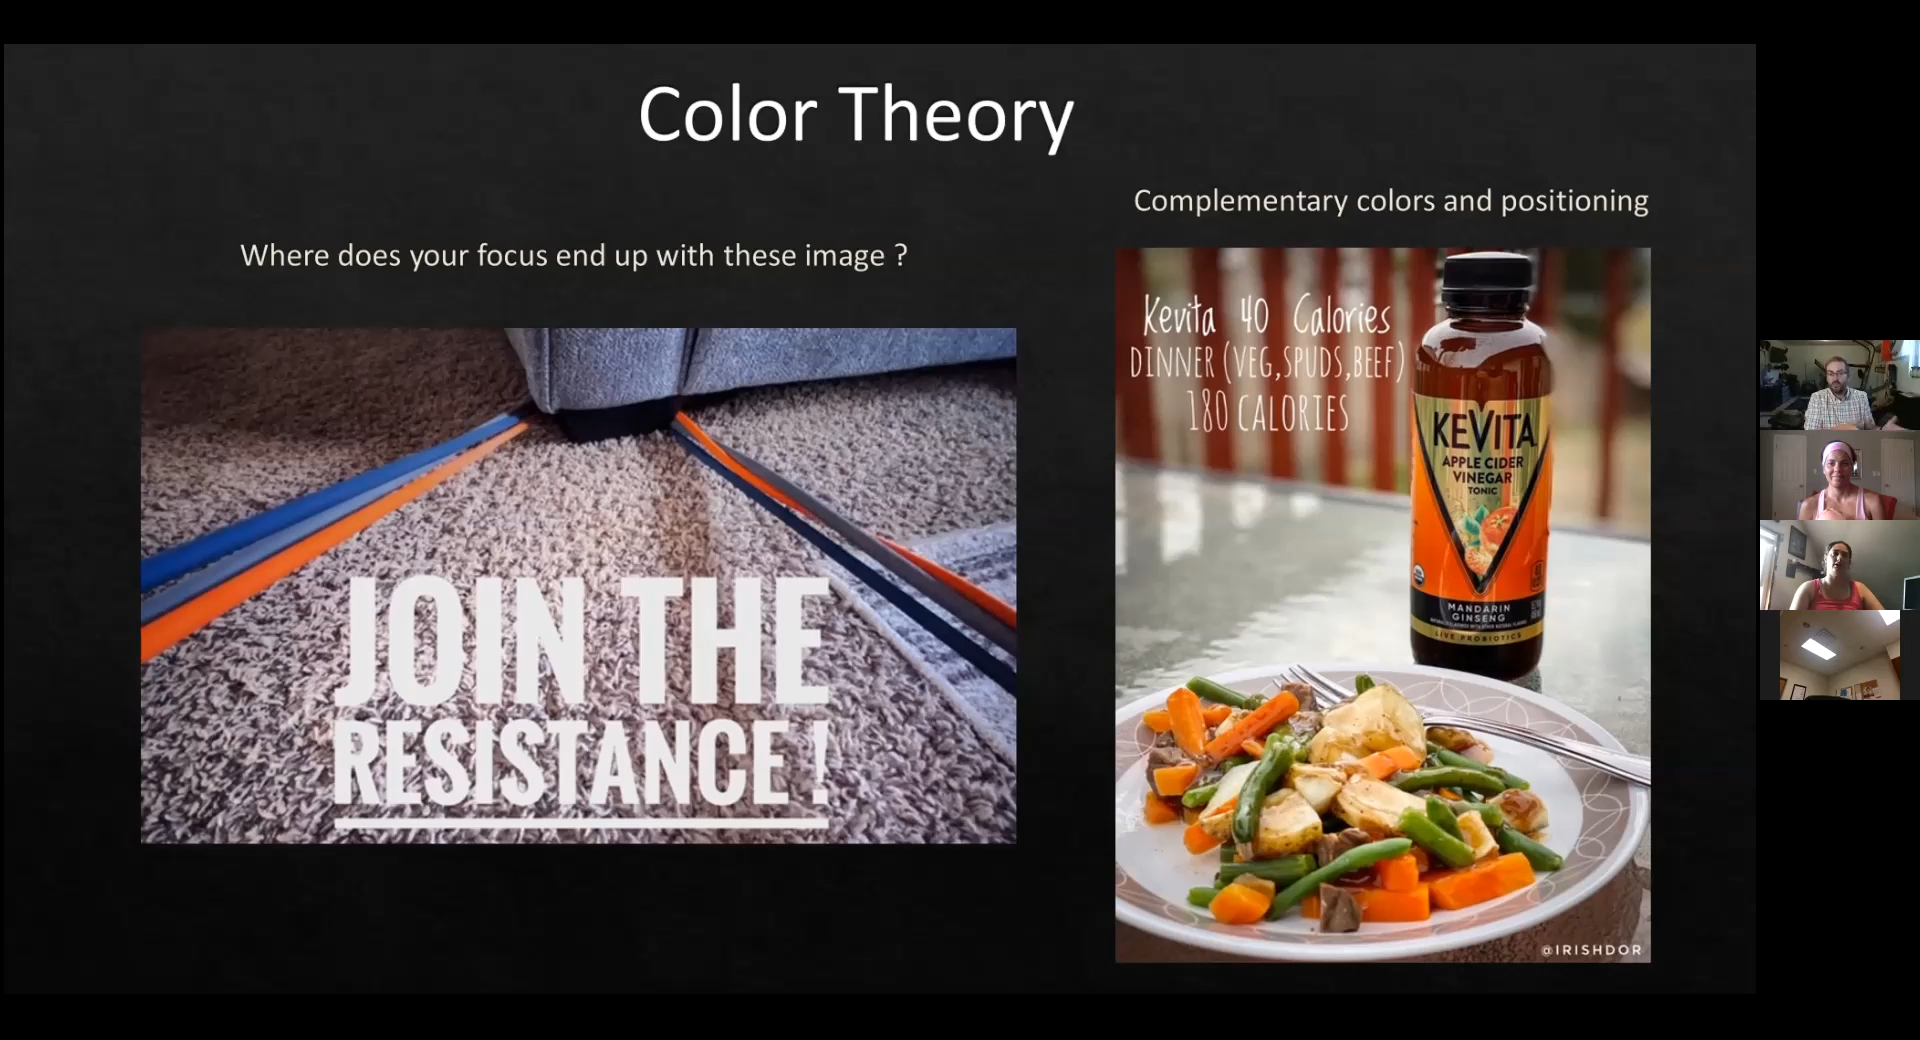 Color Theory
Where does your focus end up with these image ?
JOIN THE
RESISTANCE !
Complementary colors and positioning
Kevita 40 Calories
DINNER (VEG,SPUDS,BEEF)
180 CALORIES
KEVITA
APPLE CIDER
VINEGAR
TONIC
MANDARIN
GINSENG
LIVE PROBIOTICS
@IRISHDOR